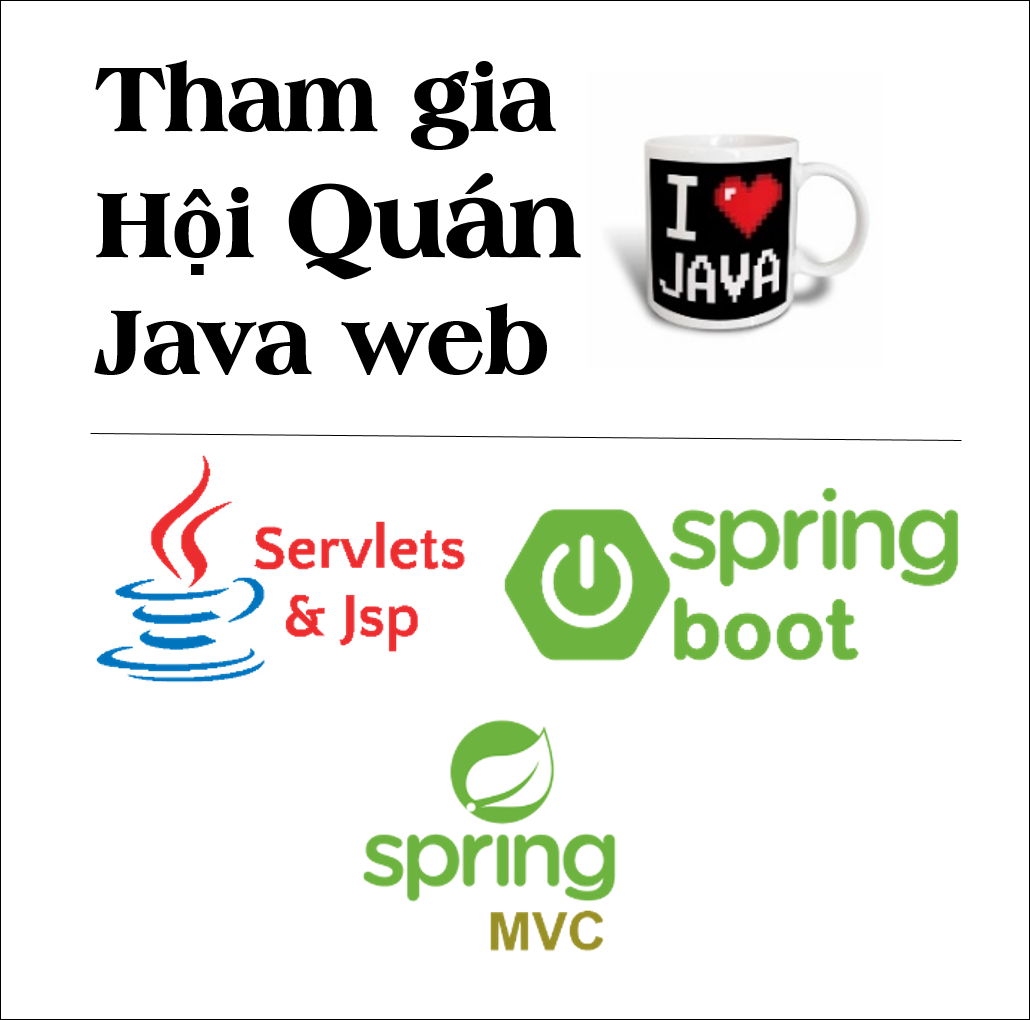 Tham gia
Hội Quán
Java web
I
JAVA
Servlets
& Jsp
spring
boot
spring
MVC